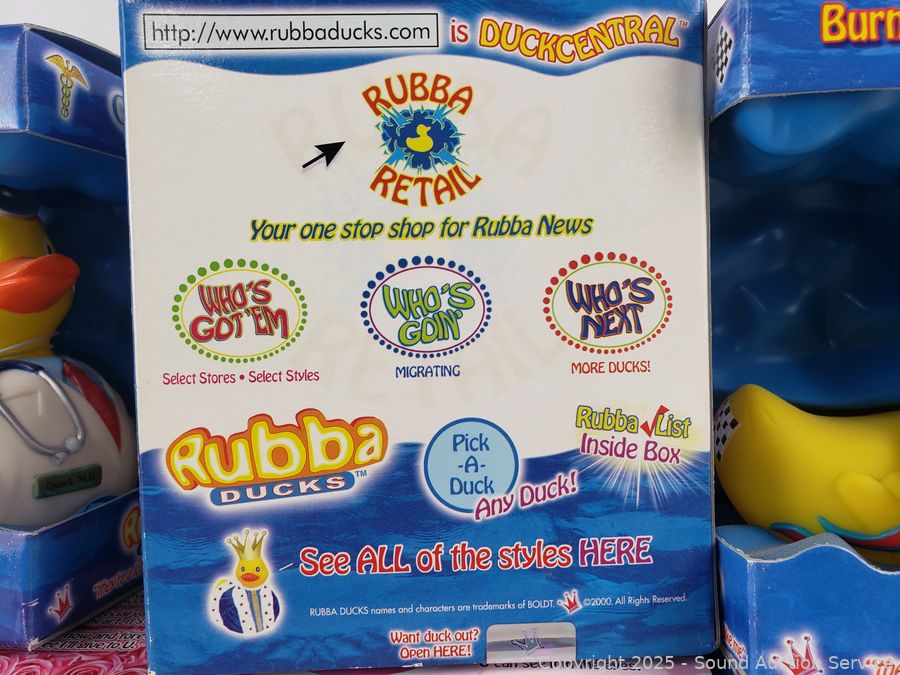 http://www.rubbaducks.com is DUCKCENTRAL™
Burn
RUBBA
RETAIL
Your one stop shop for Rubba News
WHO'S
GOT 'EM
WHO'S
GOIN'
WHO'S
NEXT
Select Stores • Select Styles
MIGRATING
MORE DUCKS!
Rubba
DUCKS™
Pick
-A-
Duck
Any Duck!
Rubba List
Inside Box
Quack M.D.
See ALL of the styles HERE
RUBBA DUCKS names and characters are trademarks of BOLDT. ©2000. All Rights Reserved.
Want duck out?
Open HERE!
Copyright 2025 - Sound Auction Service